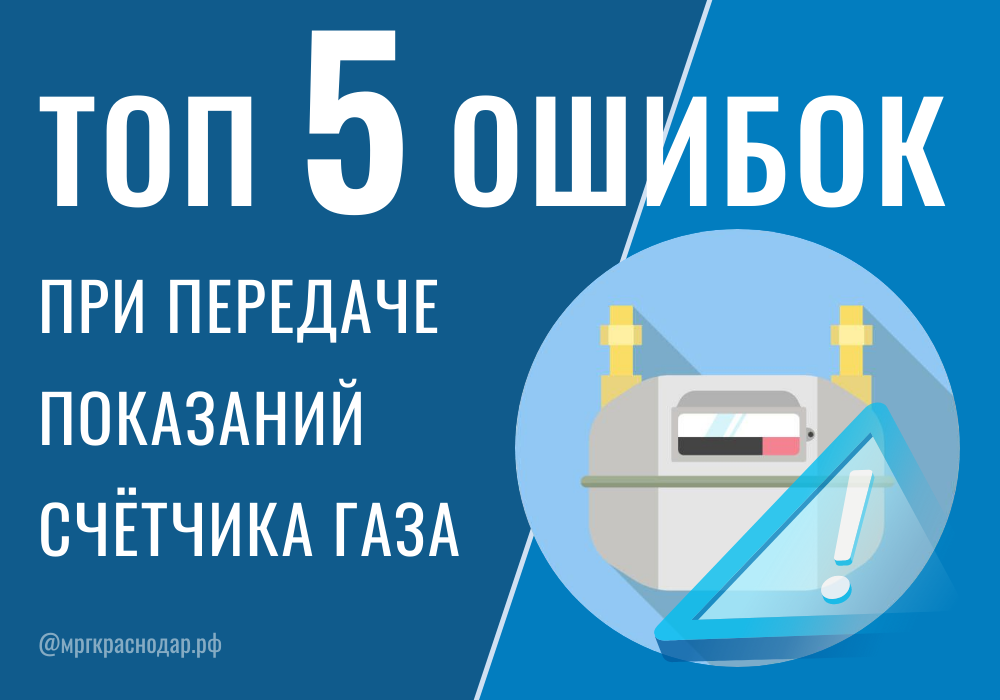 ТОП 5 ОШИБОК
ПРИ ПЕРЕДАЧЕ
ПОКАЗАНИЙ
СЧЁТЧИКА ГАЗА
@мргкраснодар.рф